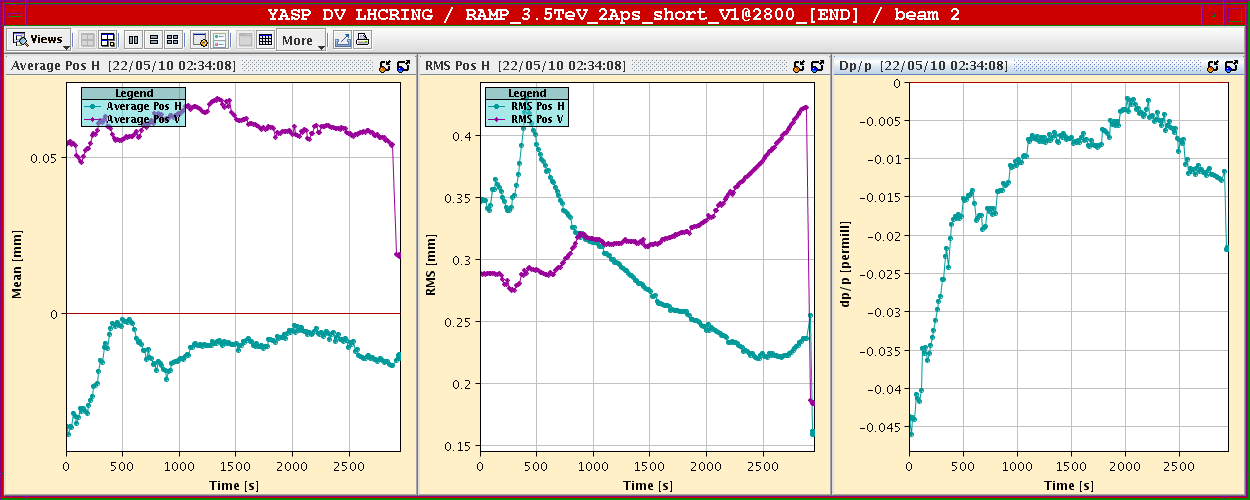 YASP DV LHCRING / RAMP_3.5TeV_2Aps_short_V1@2800_[END] / beam 2
Views
More
Average Pos H [22/05/10 02:34:08]
Legend
Average Pos H
Average Pos V
0.05
0
Mean [mm]
0 500 1000 1500 2000 2500
Time [s]
RMS Pos H [22/05/10 02:34:08]
Legend
RMS Pos H
RMS Pos V
0.4
0.35
0.3
0.25
0.2
0.15
RMS [mm]
0 500 1000 1500 2000 2500
Time [s]
Dp/p [22/05/10 02:34:08]
0
-0.005
-0.01
-0.015
-0.02
-0.025
-0.03
-0.035
-0.04
-0.045
dp/p [permill]
0 500 1000 1500 2000 2500
Time [s]